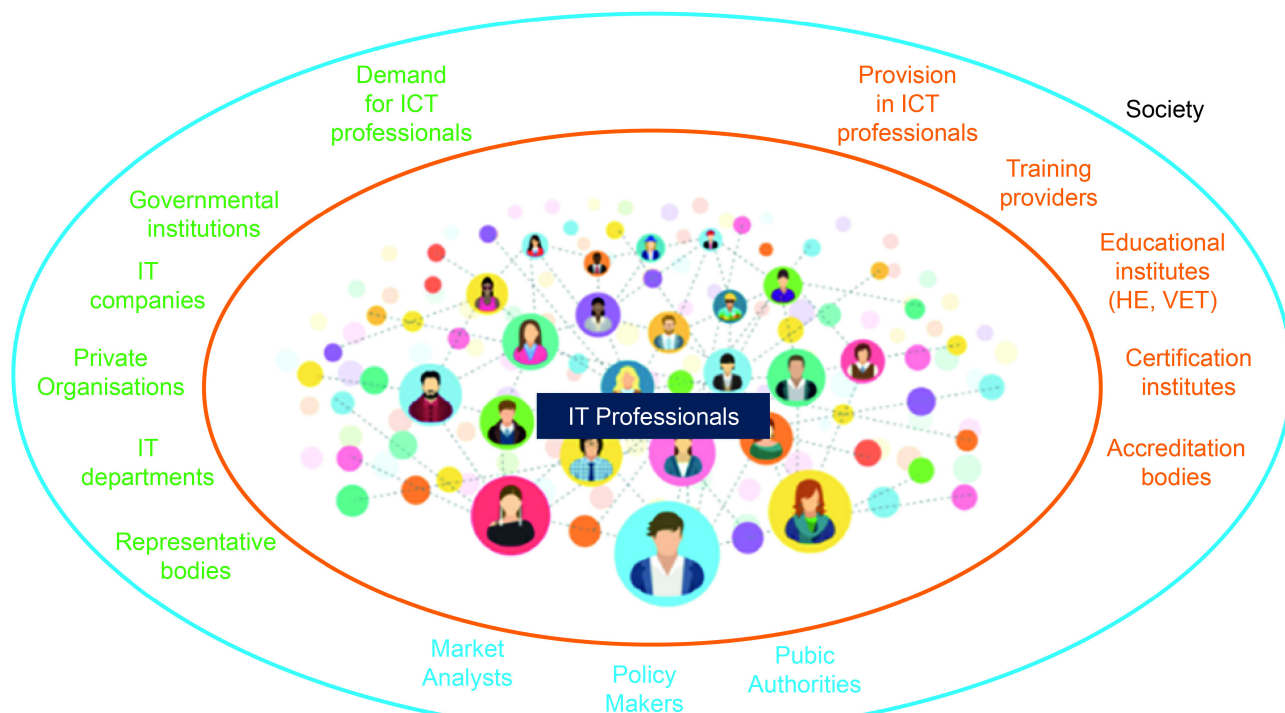 Demand
for ICT
professionals
Provision
in ICT
professionals
Society
Training
providers
Governmental
institutions
Educational
institutes
(HE, VET)
IT
companies
Private
Organisations
Certification
institutes
IT Professionals
IT
departments
Accreditation
bodies
Representative
bodies
Market
Analysts
Policy
Makers
Pubic
Authorities